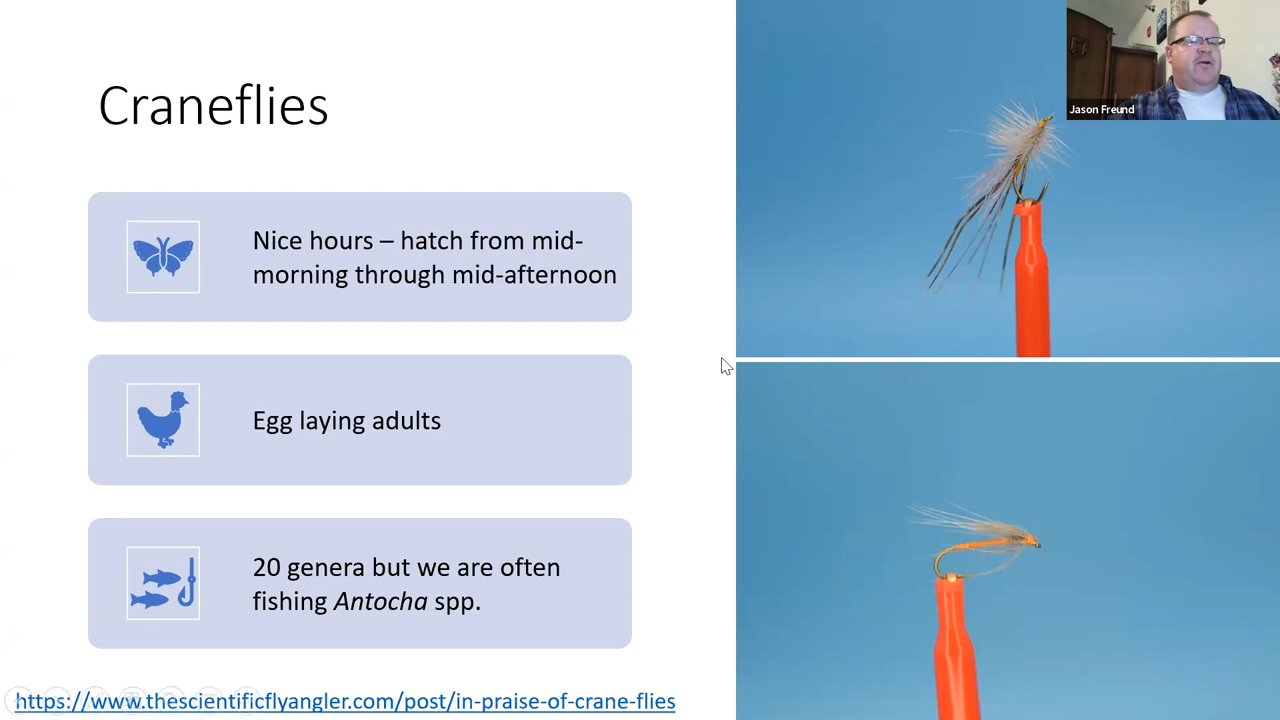 Craneflies
Nice hours – hatch from mid-
morning through mid-afternoon
Egg laying adults
20 genera but we are often
fishing Antocha spp.
https://www.thescientificflyangler.com/post/in-praise-of-crane-flies
Jason Freund